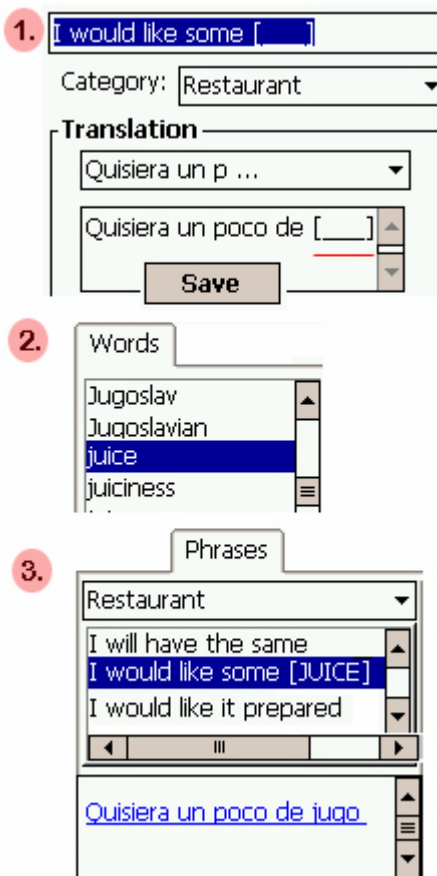 1.
I would like some [___]
Category: Restaurant
Translation
Quisiera un p ...
Quisiera un poco de [___]
Save
2.
Words
Jugoslav
Jugoslavian
juice
juiciness
3.
Phrases
Restaurant
I will have the same
I would like some [JUICE]
I would like it prepared
Quisiera un poco de jugo